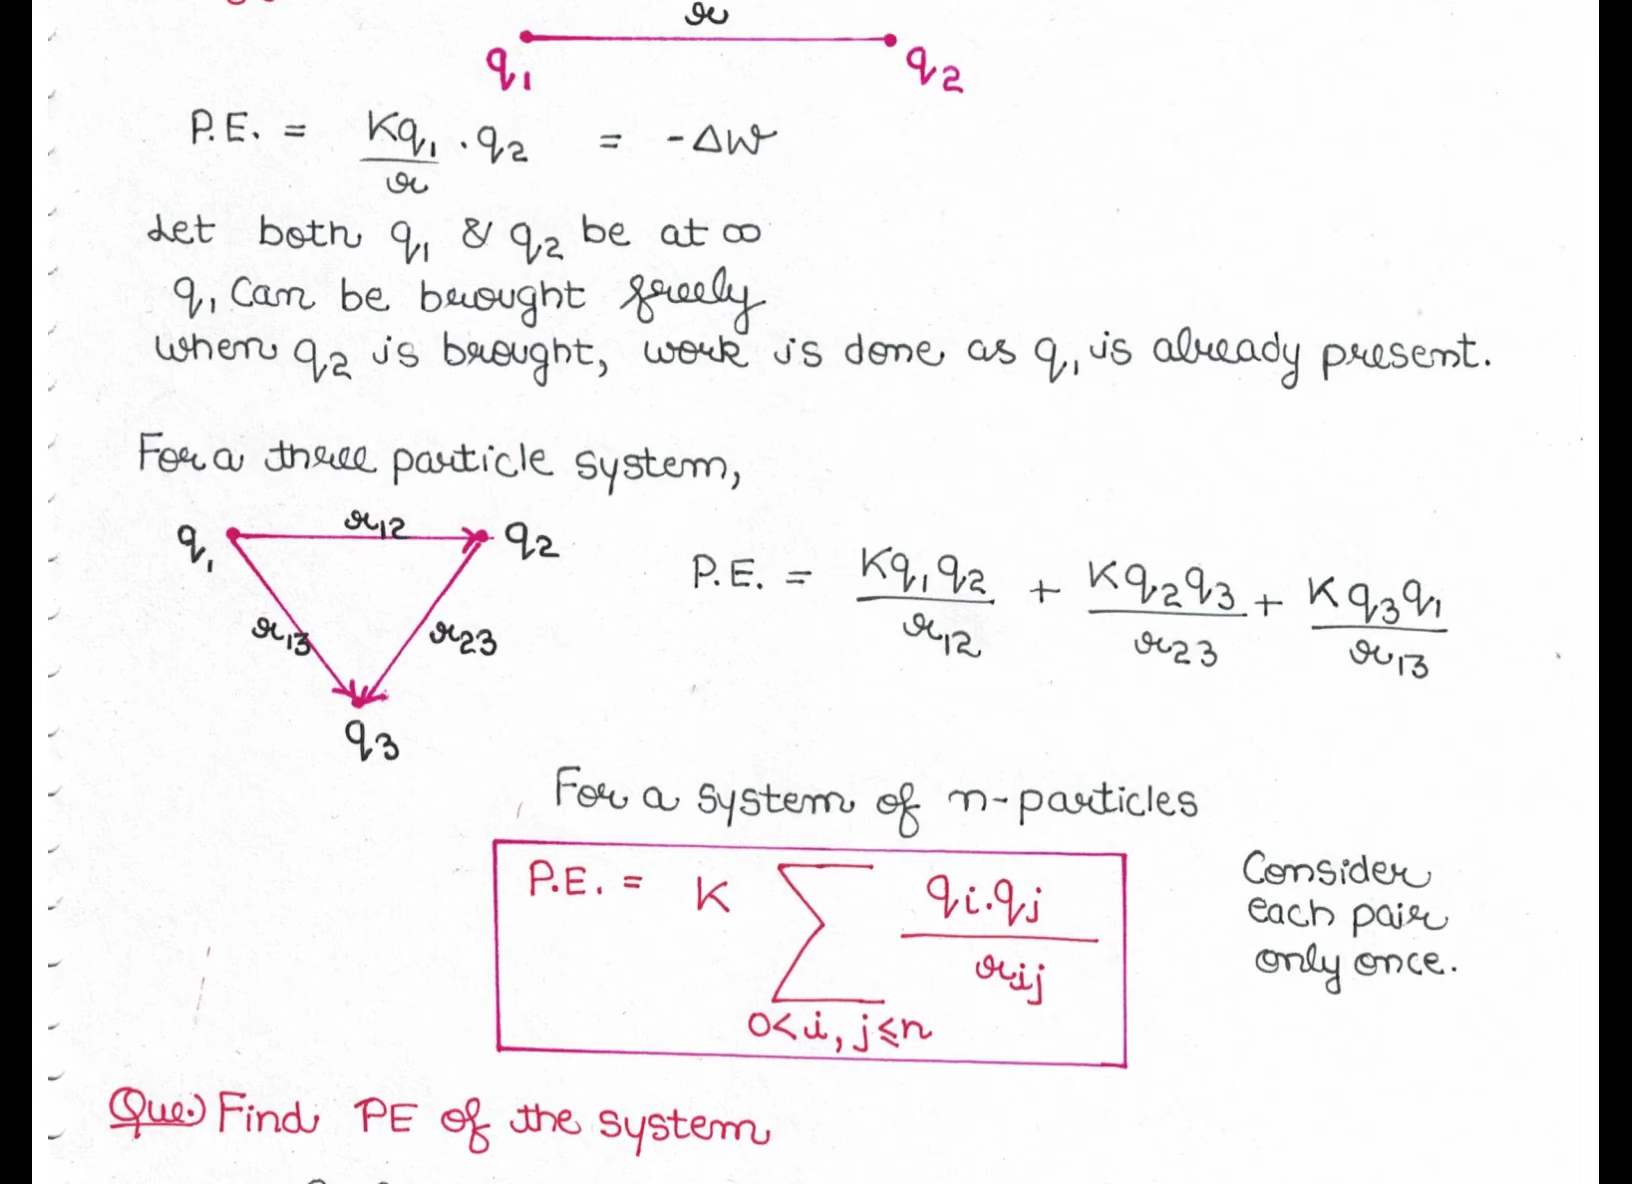 r
q₁ q₂
P.E. = Kq₁/r · q₂ = -ΔW
Let both q₁ & q₂ be at ∞
q₁ Can be brought freely
when q₂ is brought, work is done as q₁ is already present.
For a three particle system,
q₁ r₁₂ q₂
r₁₃ r₂₃
q₃
P.E. = Kq₁q₂/r₁₂ + Kq₂q₃/r₂₃ + Kq₃q₁/r₁₃
For a system of n-particles
P.E. = K ∑ qi.qj/rij
0<i, j≤n
Consider
each pair
only once.
Que.) Find PE of the system